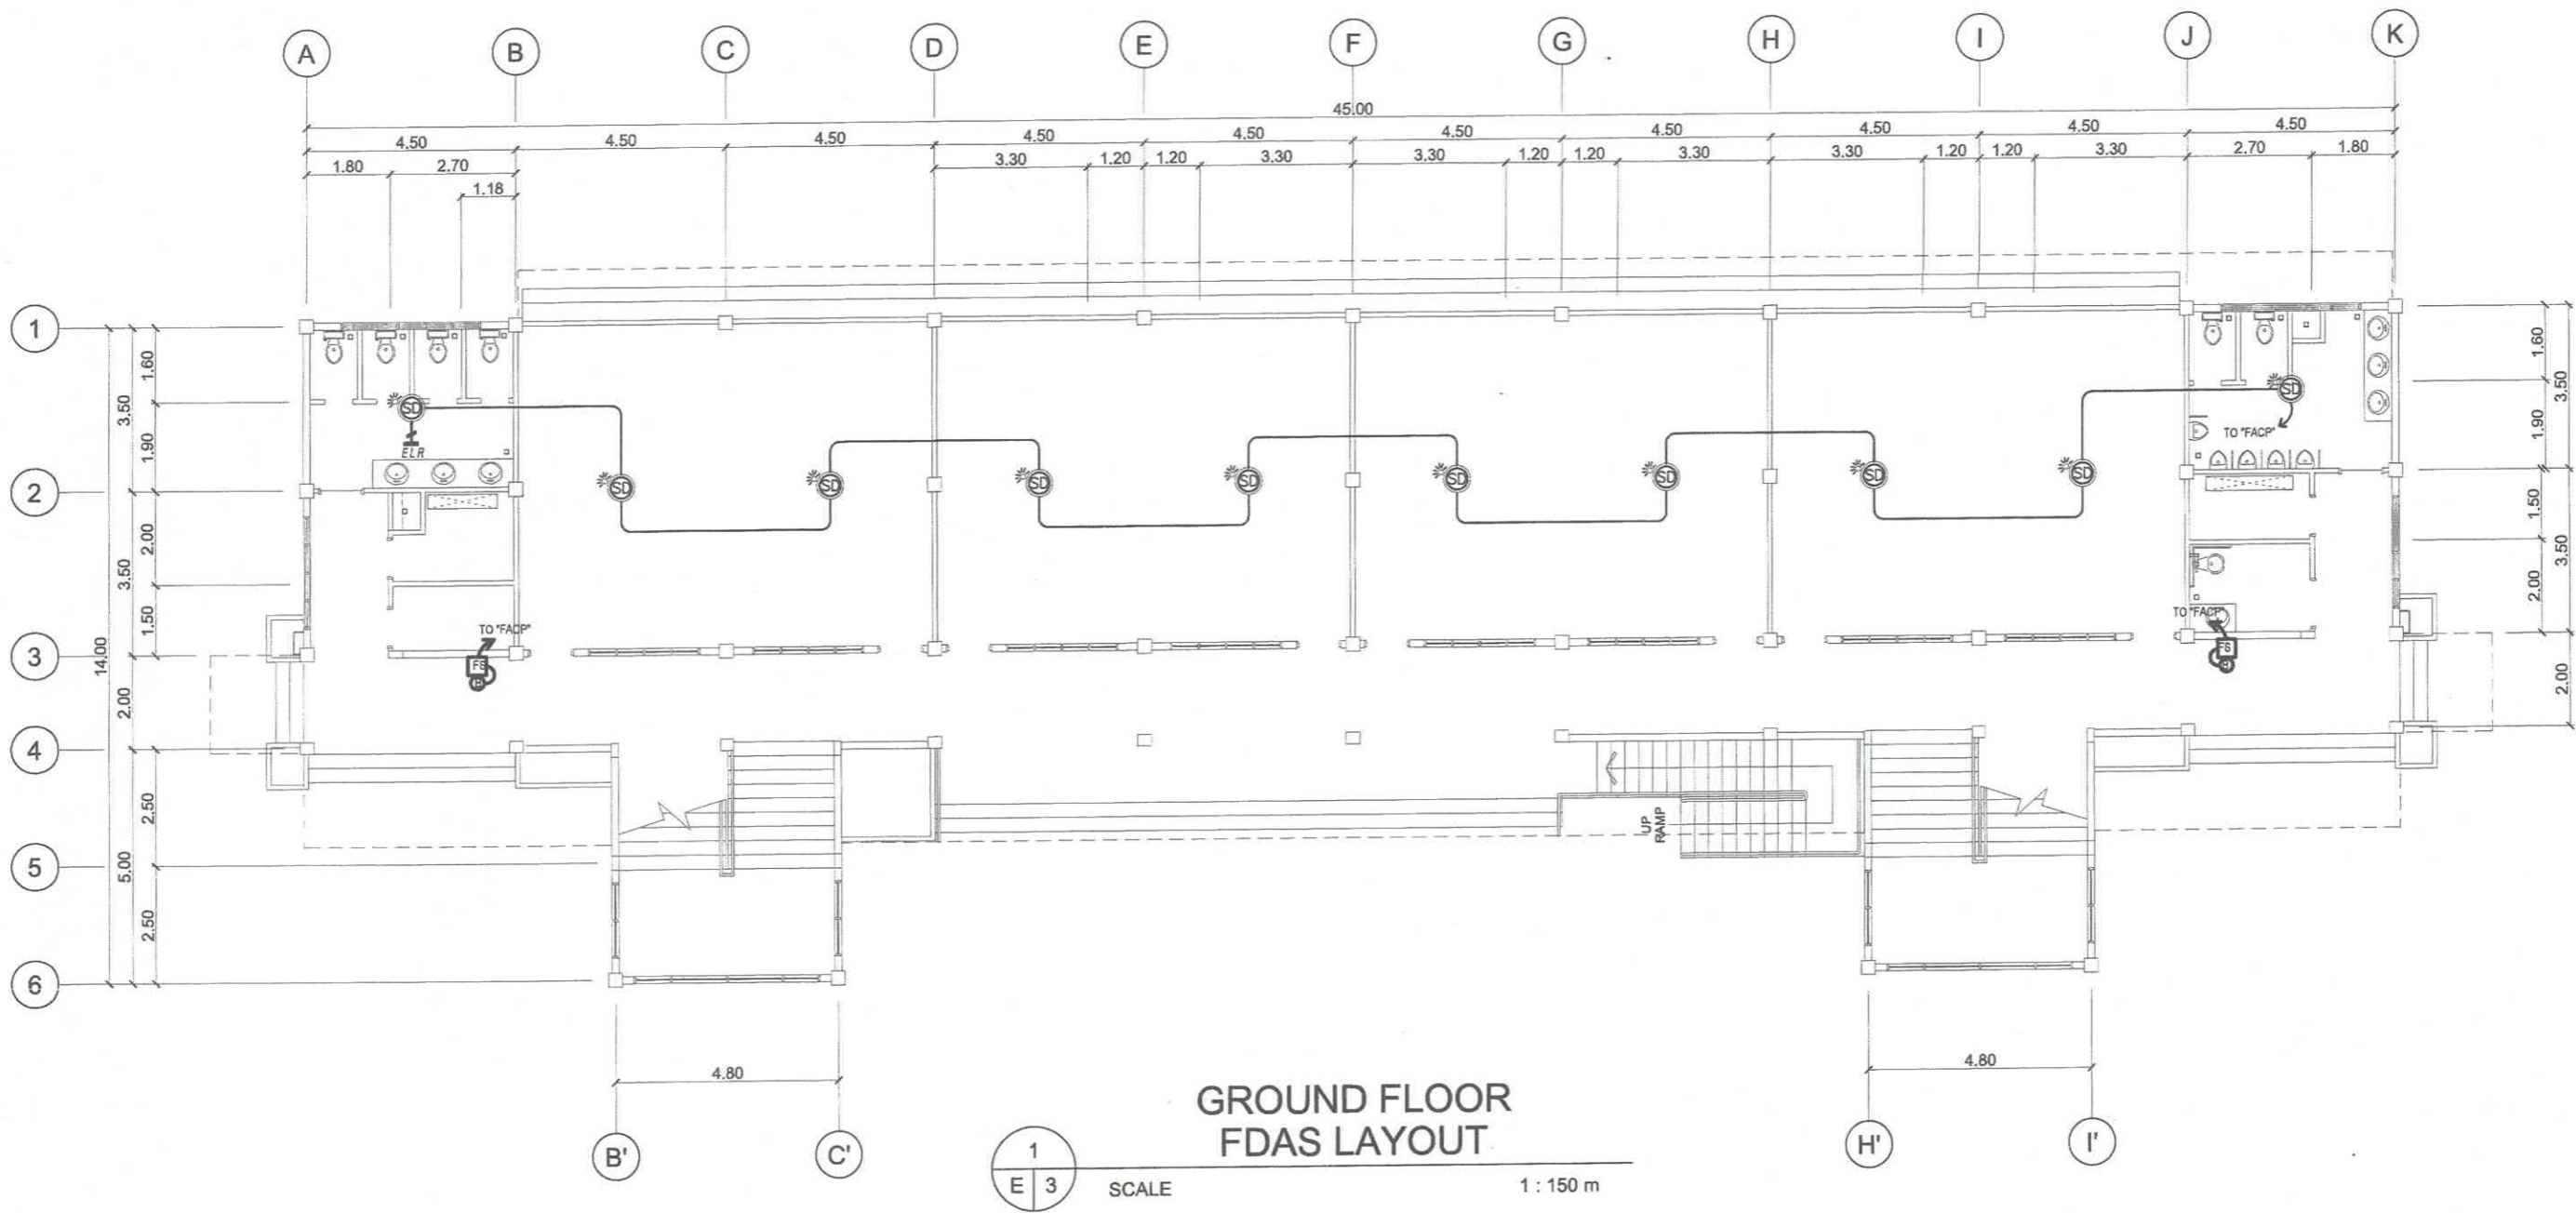 A B C D E F G H I J K
45.00
4.50 4.50 4.50 4.50 4.50 4.50 4.50 4.50 4.50 4.50
1.80 2.70 3.30 1.20 1.20 3.30 3.30 1.20 1.20 3.30 3.30 1.20 1.20 3.30 2.70 1.80
1.18
1
1.60
3.50
1.90
1.60
3.50
1.90
SD
ELR
SD
TO "FACP"
2
SD SD SD SD SD SD SD SD
2.00
3.50
1.50
1.50
3.50
2.00
TO "FACP"
FS
TO "FACP"
FS
3
14.00
2.00
2.00
4
2.50
5.00
2.50
UP
RAMP
5
6
4.80
4.80
B' C' H' I'
GROUND FLOOR
FDAS LAYOUT
1
E 3
SCALE 1 : 150 m